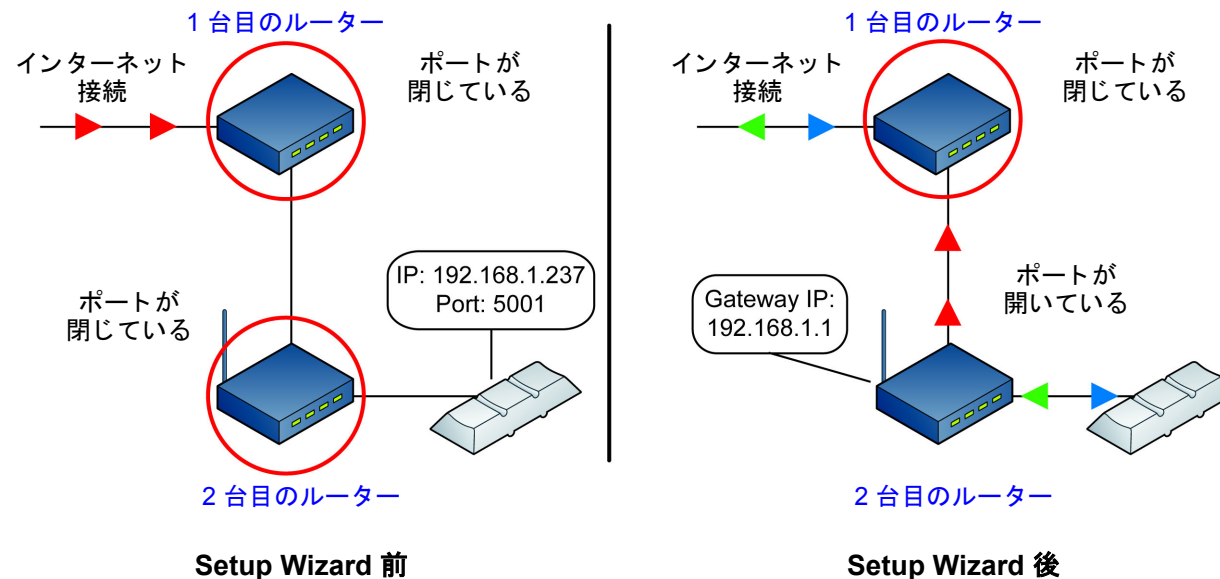 1 台目のルーター
インターネット
接続
ポートが
閉じている
ポートが
閉じている
IP: 192.168.1.237
Port: 5001
2 台目のルーター
Setup Wizard 前
1 台目のルーター
インターネット
接続
ポートが
閉じている
Gateway IP:
192.168.1.1
ポートが
開いている
2 台目のルーター
Setup Wizard 後